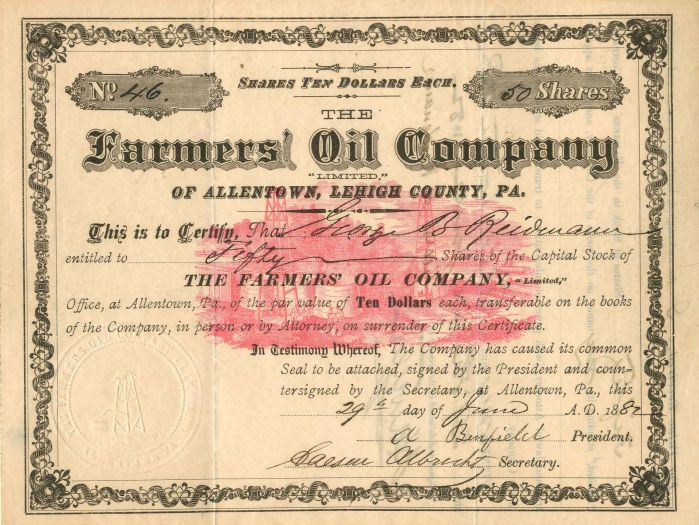 SHARES TEN DOLLARS EACH.
No. 46.
50 Shares
THE
Farmers' Oil Company
"LIMITED,"
OF ALLENTOWN, LEHIGH COUNTY, PA.
This is to Certify, That George B Reidmann
entitled to Fifty Shares of the Capital Stock of
THE FARMERS' OIL COMPANY, "Limited,"
Office, at Allentown, Pa., of the par value of Ten Dollars each, transferable on the books
of the Company, in person or by Attorney, on surrender of this Certificate.
In Testimony Whereof, The Company has caused its common
Seal to be attached, signed by the President and coun-
tersigned by the Secretary, at Allentown, Pa., this
29th day of June A. D. 1882
A Benfield President.
Albrecht Secretary.